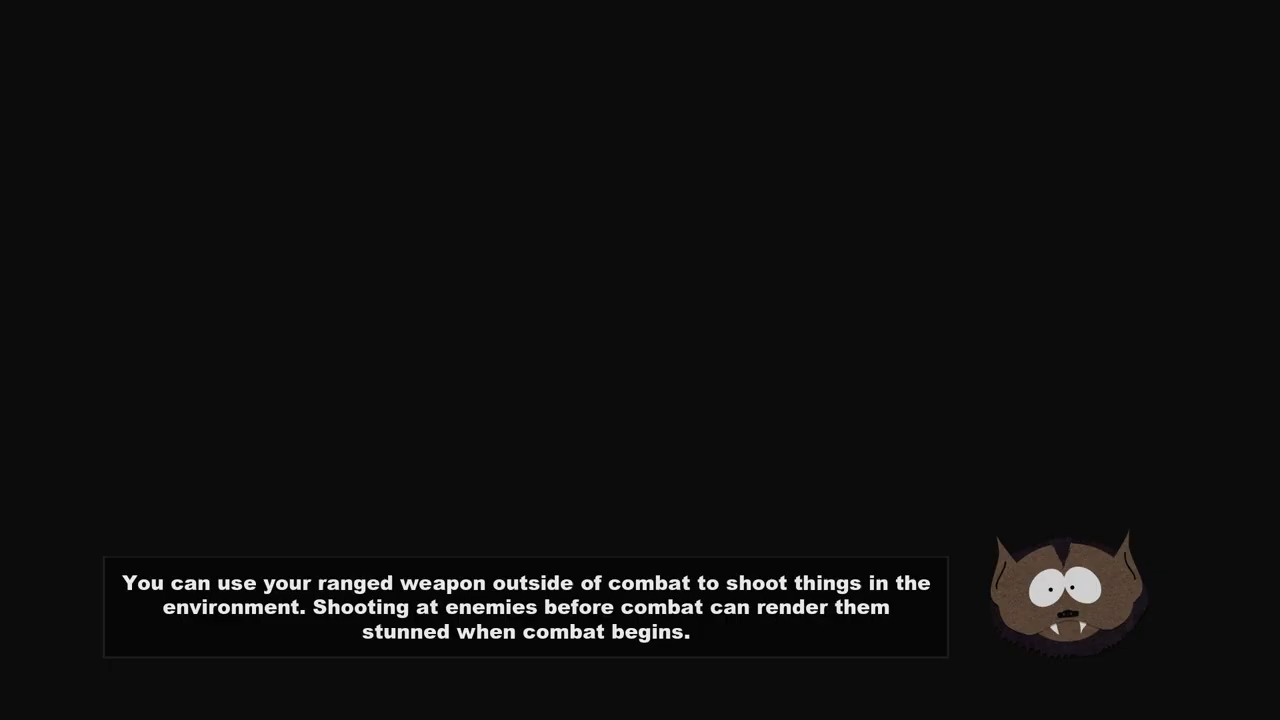 You can use your ranged weapon outside of combat to shoot things in the
environment. Shooting at enemies before combat can render them
stunned when combat begins.